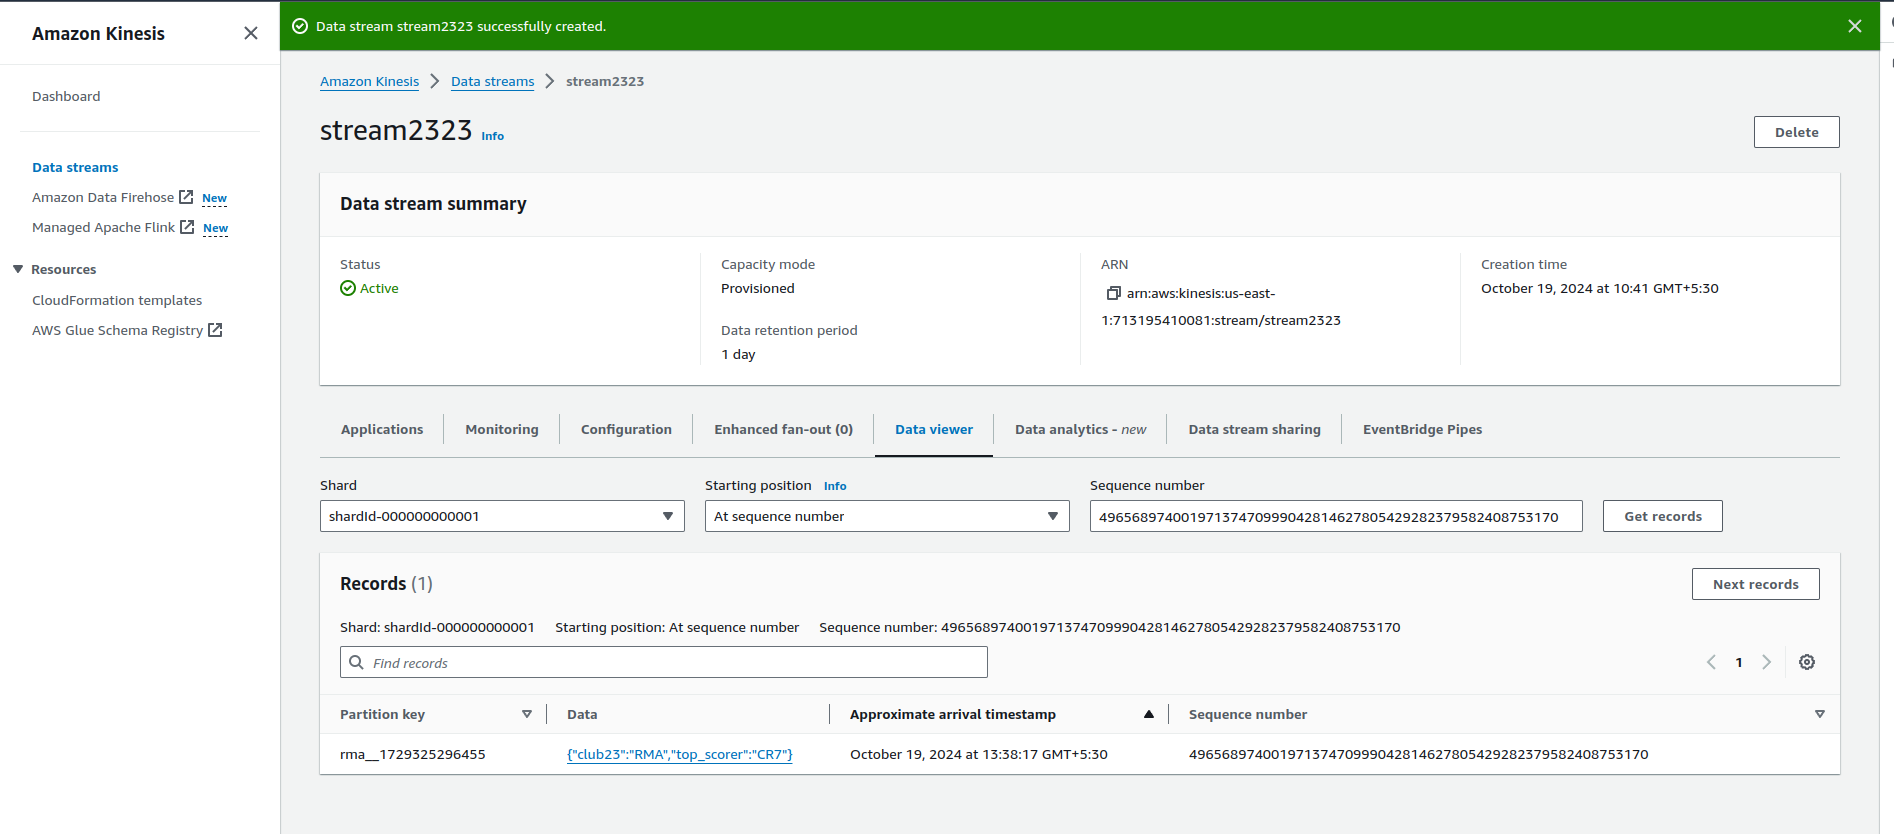 Amazon Kinesis
Dashboard
Data streams
Amazon Data Firehose New
Managed Apache Flink New
Resources
CloudFormation templates
AWS Glue Schema Registry
Data stream stream2323 successfully created.
Amazon Kinesis > Data streams > stream2323
stream2323 Info
Delete
Data stream summary
Status
Active
Capacity mode
Provisioned
Data retention period
1 day
ARN
arn:aws:kinesis:us-east-
1:713195410081:stream/stream2323
Creation time
October 19, 2024 at 10:41 GMT+5:30
Applications Monitoring Configuration Enhanced fan-out (0) Data viewer Data analytics - new Data stream sharing EventBridge Pipes
Shard Starting position Info Sequence number
shardId-000000000001 At sequence number 49656897400197137470999042814627805429282379582408753170 Get records
Records (1)
Next records
Shard: shardId-000000000001 Starting position: At sequence number Sequence number: 49656897400197137470999042814627805429282379582408753170
Find records
1
Partition key Data Approximate arrival timestamp Sequence number
rma__1729325296455 {"club23":"RMA","top_scorer":"CR7"} October 19, 2024 at 13:38:17 GMT+5:30 49656897400197137470999042814627805429282379582408753170